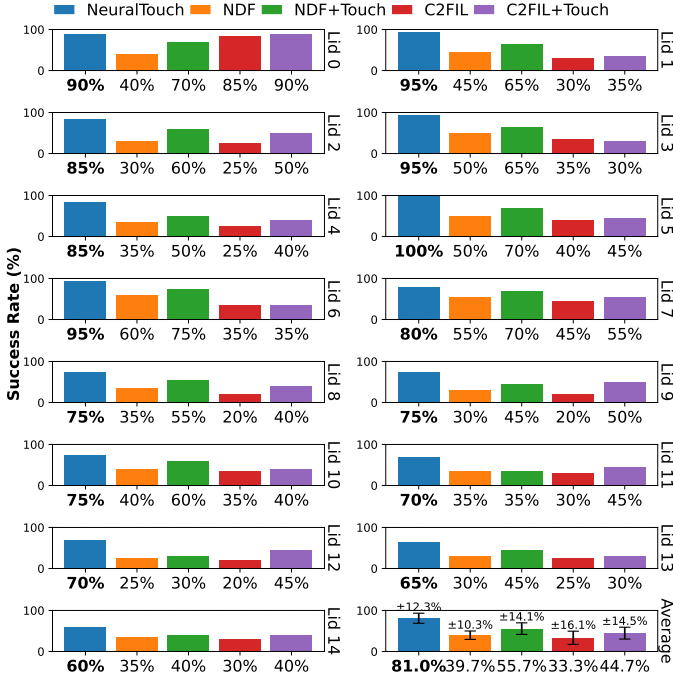 NeuralTouch NDF NDF+Touch C2FIL C2FIL+Touch
Success Rate (%)
100
0
90% 40% 70% 85% 90%
Lid 0
100
0
95% 45% 65% 30% 35%
Lid 1
100
0
85% 30% 60% 25% 50%
Lid 2
100
0
95% 50% 65% 35% 30%
Lid 3
100
0
85% 35% 50% 25% 40%
Lid 4
100
0
100% 50% 70% 40% 45%
Lid 5
100
0
95% 60% 75% 35% 35%
Lid 6
100
0
80% 55% 70% 45% 55%
Lid 7
100
0
75% 35% 55% 20% 40%
Lid 8
100
0
75% 30% 45% 20% 50%
Lid 9
100
0
75% 40% 60% 35% 40%
Lid 10
100
0
70% 35% 35% 30% 45%
Lid 11
100
0
70% 25% 30% 20% 45%
Lid 12
100
0
65% 30% 45% 25% 30%
Lid 13
100
0
60% 35% 40% 30% 40%
Lid 14
100
0
±12.3% ±10.3% ±14.1% ±16.1% ±14.5%
81.0% 39.7% 55.7% 33.3% 44.7%
Average